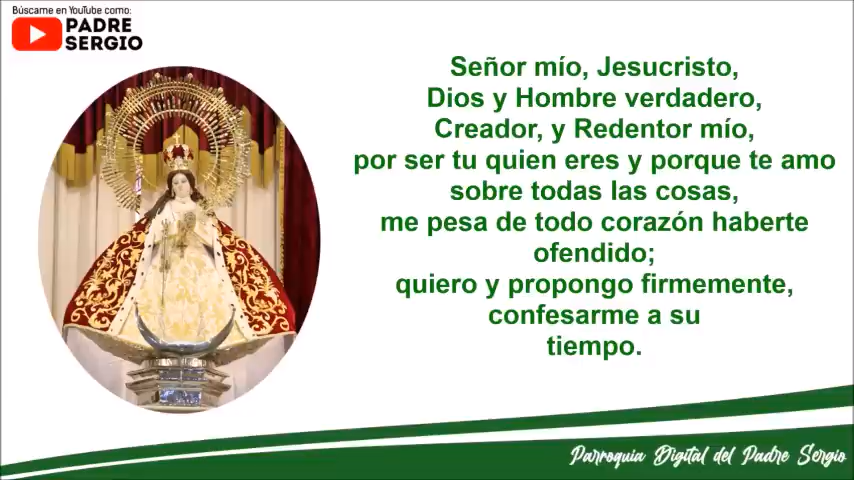 Búscame en YouTube como:
PADRE
SERGIO
Señor mío, Jesucristo,
Dios y Hombre verdadero,
Creador, y Redentor mío,
por ser tu quien eres y porque te amo
sobre todas las cosas,
me pesa de todo corazón haberte
ofendido;
quiero y propongo firmemente,
confesarme a su
tiempo.
Parroquia Digital del Padre Sergio